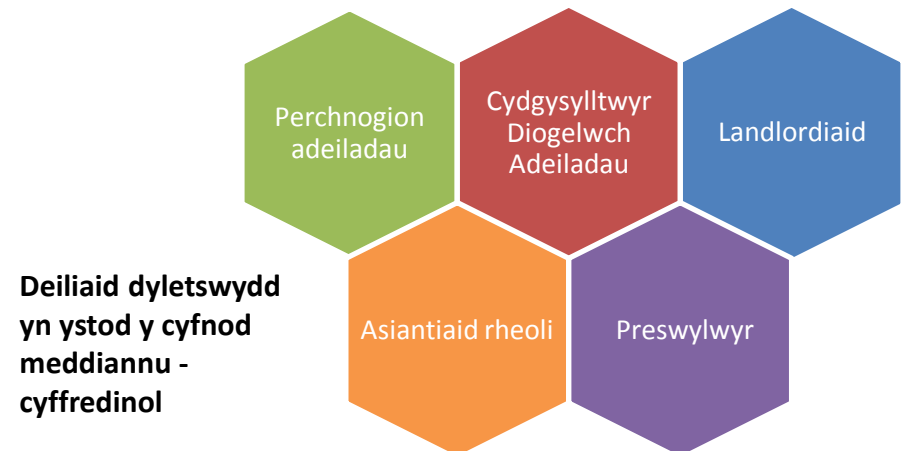 Perchnogion
adeiladau
Cydgysylltwyr
Diogelwch
Adeiladau
Landlordiaid
Deiliaid dyletswydd
yn ystod y cyfnod
meddiannu -
cyffredinol
Asiantiaid rheoli
Preswylwyr